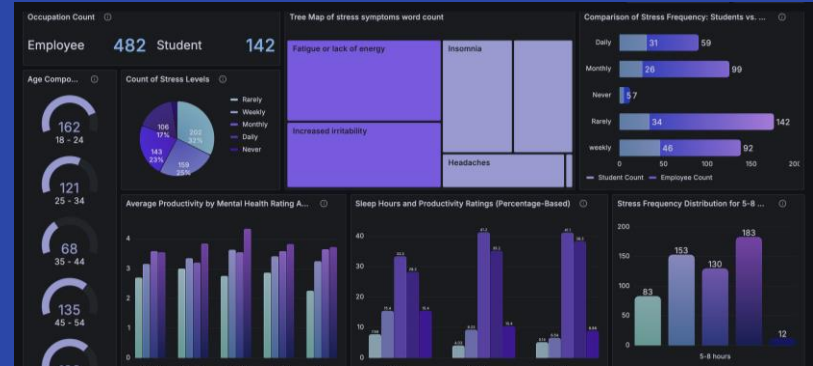 Occupation Count
Employee 482 Student 142
Tree Map of stress symptoms word count
Fatigue or lack of energy
Insomnia
Increased irritability
Headaches
Comparison of Stress Frequency: Students vs. ...
Daily 31 59
Monthly 26 99
Never 5 7
Rarely 34 142
weekly 46 92
0 50 100 150 200
Student Count Employee Count
Age Compo...
162
18 - 24
121
25 - 34
68
35 - 44
135
45 - 54
Count of Stress Levels
202
32%
159
25%
143
23%
106
17%
Rarely
Weekly
Monthly
Daily
Never
Average Productivity by Mental Health Rating A...
4
3
2
1
0
Sleep Hours and Productivity Ratings (Percentage-Based)
40
30
20
10
0
Stress Frequency Distribution for 5-8 ...
200
150
100
50
0
83
153
130
183
12
5-8 hours